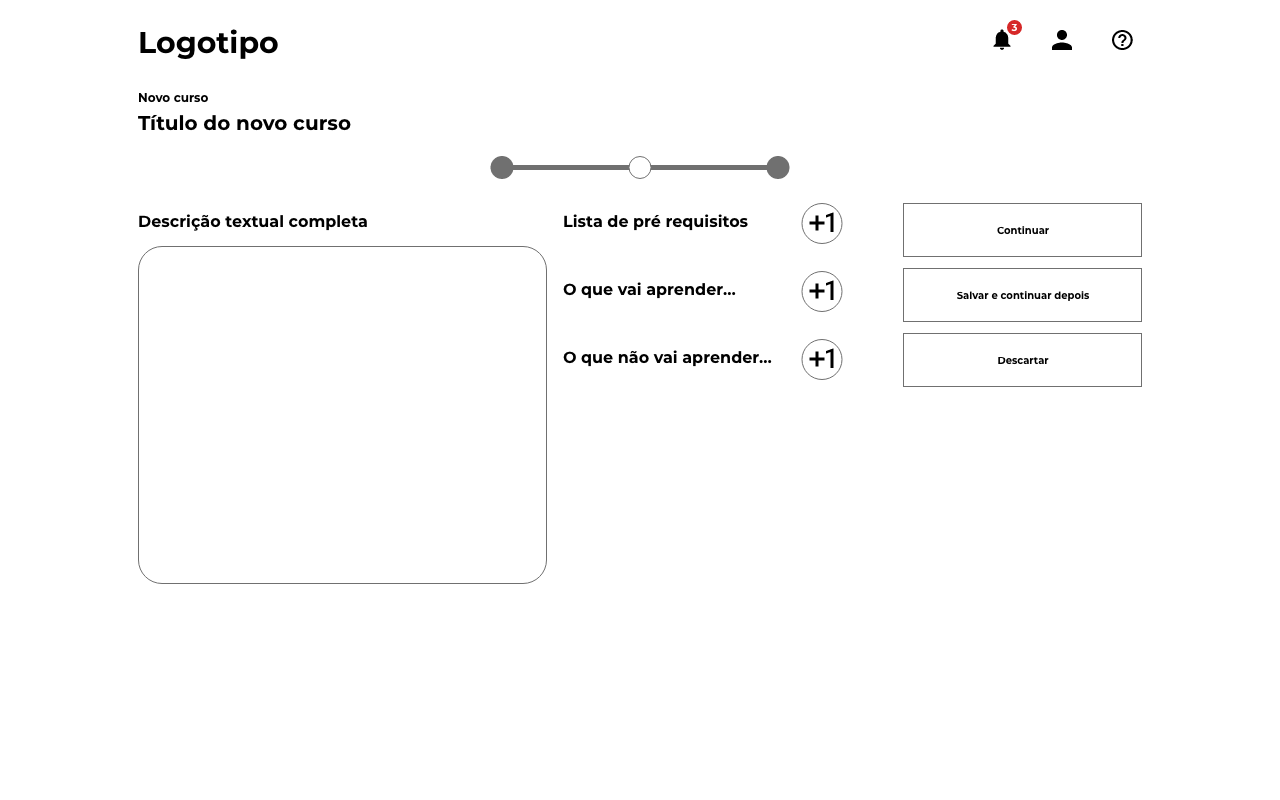 Logotipo
3
Novo curso
Título do novo curso
Descrição textual completa
Lista de pré requisitos
+1
Continuar
O que vai aprender...
+1
Salvar e continuar depois
O que não vai aprender...
+1
Descartar